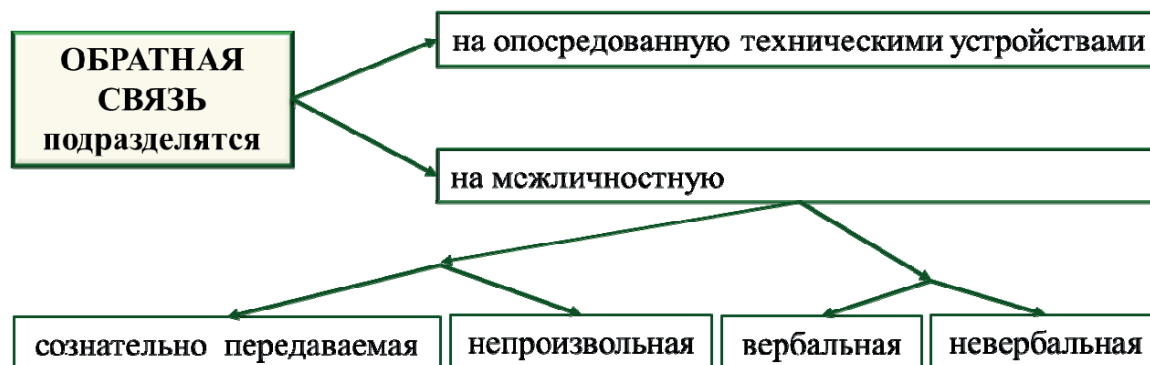 ОБРАТНАЯ
СВЯЗЬ
подразделятся
на опосредованную техническими устройствами
на межличностную
сознательно передаваемая
непроизвольная
вербальная
невербальная